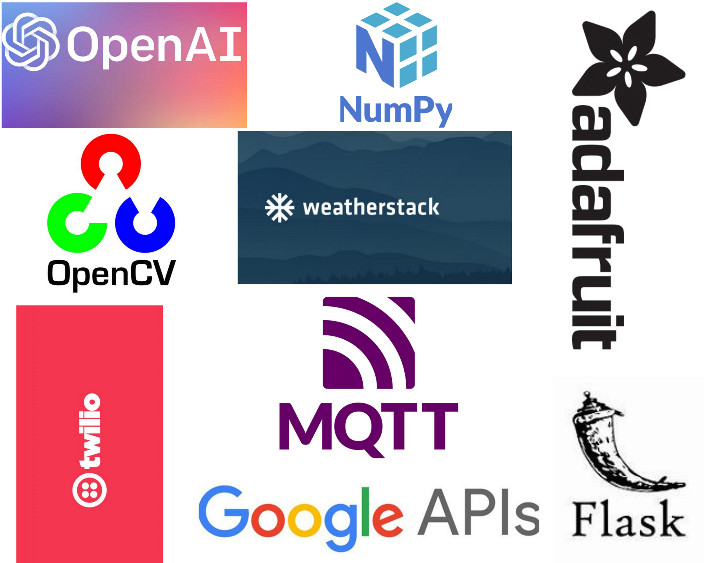 OpenAI
NumPy
adafruit
OpenCV
weatherstack
twilio
MQTT
Google APIs
Flask